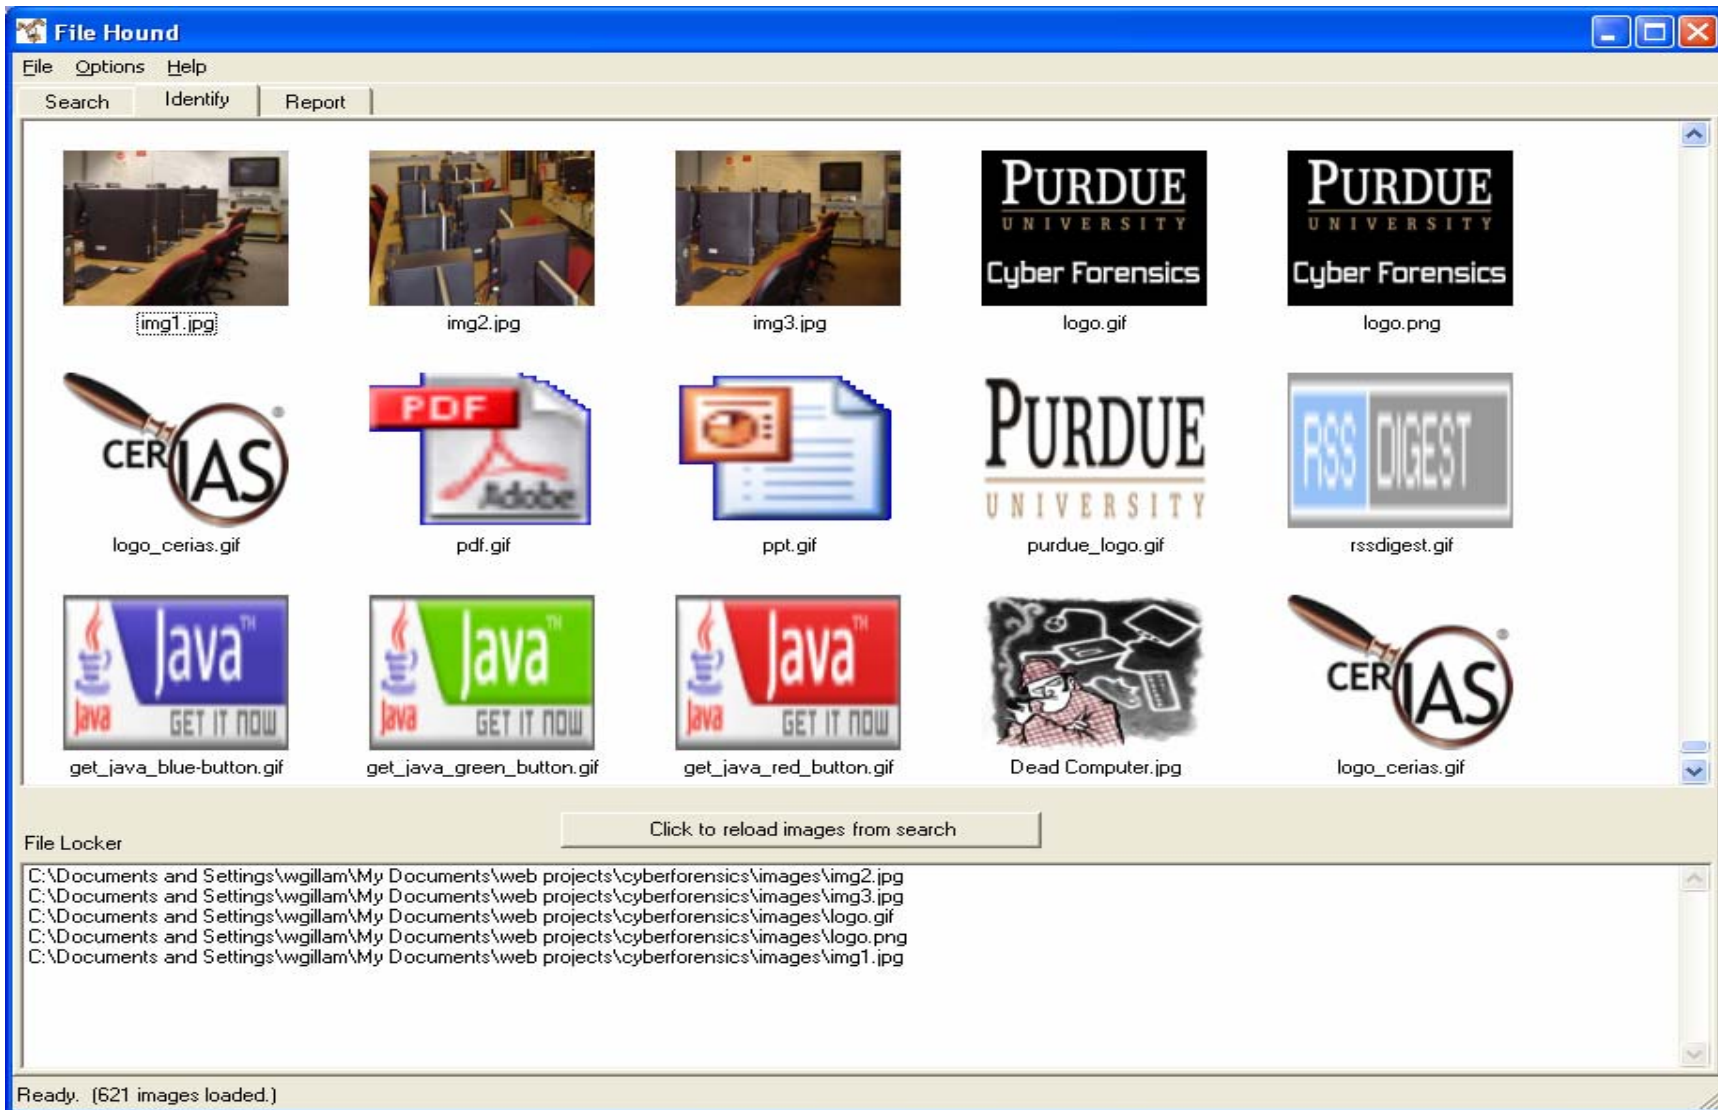 File Hound
File Options Help
Search Identify Report
PURDUE
UNIVERSITY
Cyber Forensics
PURDUE
UNIVERSITY
Cyber Forensics
img1.jpg img2.jpg img3.jpg logo.gif logo.png
CERIAS ®
PDF
Adobe
PURDUE
UNIVERSITY
RSS DIGEST
logo_cerias.gif pdf.gif ppt.gif purdue_logo.gif rssdigest.gif
Java™
Java GET IT NOW
Java™
Java GET IT NOW
Java™
Java GET IT NOW
CERIAS ®
get_java_blue-button.gif get_java_green_button.gif get_java_red_button.gif Dead Computer.jpg logo_cerias.gif
Click to reload images from search
File Locker
C:\Documents and Settings\wgillam\My Documents\web projects\cyberforensics\images\img2.jpg
C:\Documents and Settings\wgillam\My Documents\web projects\cyberforensics\images\img3.jpg
C:\Documents and Settings\wgillam\My Documents\web projects\cyberforensics\images\logo.gif
C:\Documents and Settings\wgillam\My Documents\web projects\cyberforensics\images\logo.png
C:\Documents and Settings\wgillam\My Documents\web projects\cyberforensics\images\img1.jpg
Ready. (621 images loaded.)